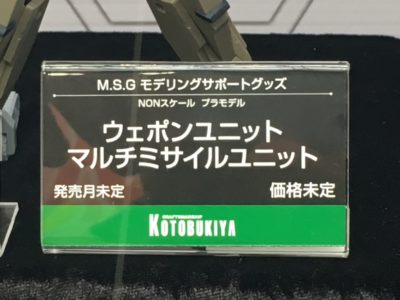 M.S.G モデリングサポートグッズ
NONスケール プラモデル
ウェポンユニット
マルチミサイルユニット
発売月未定 価格未定
CRAFTSMANSHIP
KOTOBUKIYA